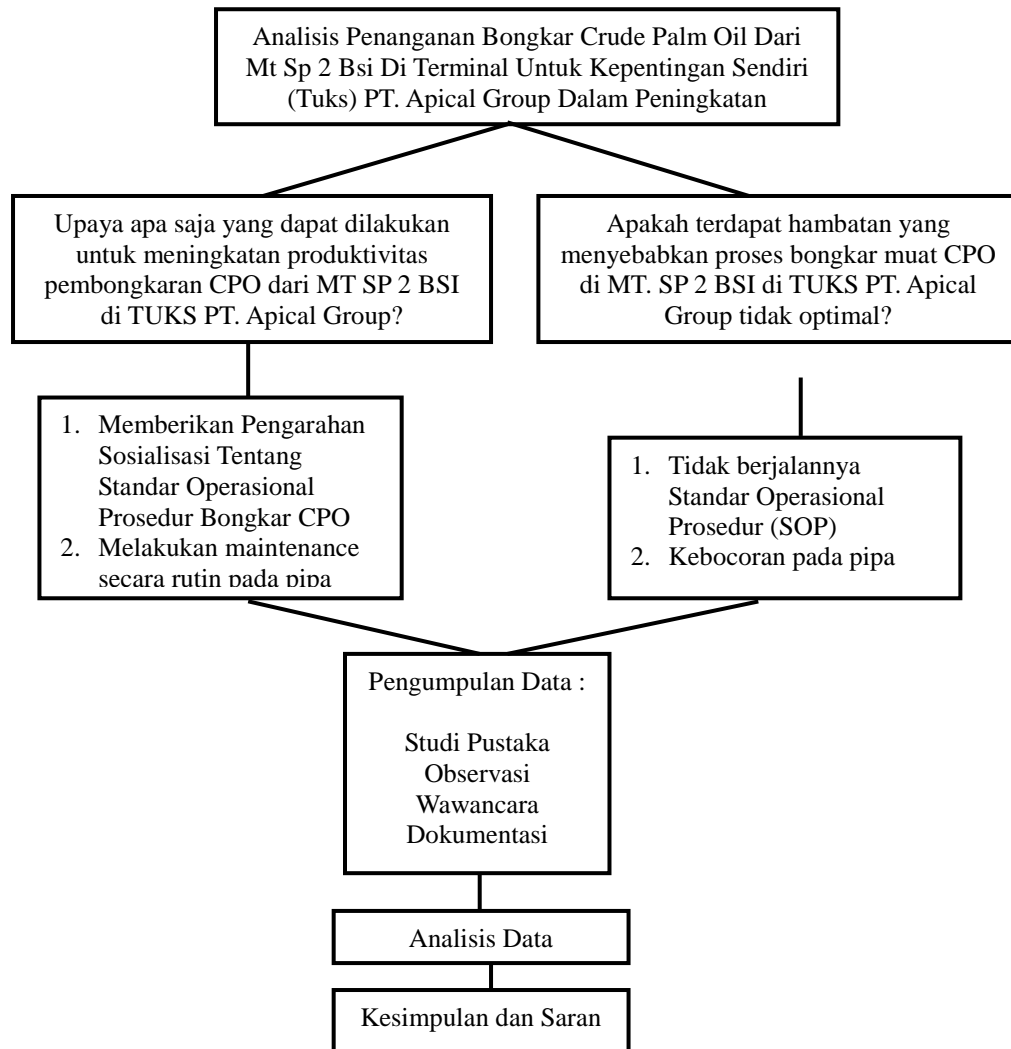 Analisis Penanganan Bongkar Crude Palm Oil Dari
Mt Sp 2 Bsi Di Terminal Untuk Kepentingan Sendiri
(Tuks) PT. Apical Group Dalam Peningkatan
Upaya apa saja yang dapat dilakukan
untuk meningkatan produktivitas
pembongkaran CPO dari MT SP 2 BSI
di TUKS PT. Apical Group?
Apakah terdapat hambatan yang
menyebabkan proses bongkar muat CPO
di MT. SP 2 BSI di TUKS PT. Apical
Group tidak optimal?
1. Memberikan Pengarahan
Sosialisasi Tentang
Standar Operasional
Prosedur Bongkar CPO
2. Melakukan maintenance
secara rutin pada pipa
1. Tidak berjalannya
Standar Operasional
Prosedur (SOP)
2. Kebocoran pada pipa
Pengumpulan Data :
Studi Pustaka
Observasi
Wawancara
Dokumentasi
Analisis Data
Kesimpulan dan Saran